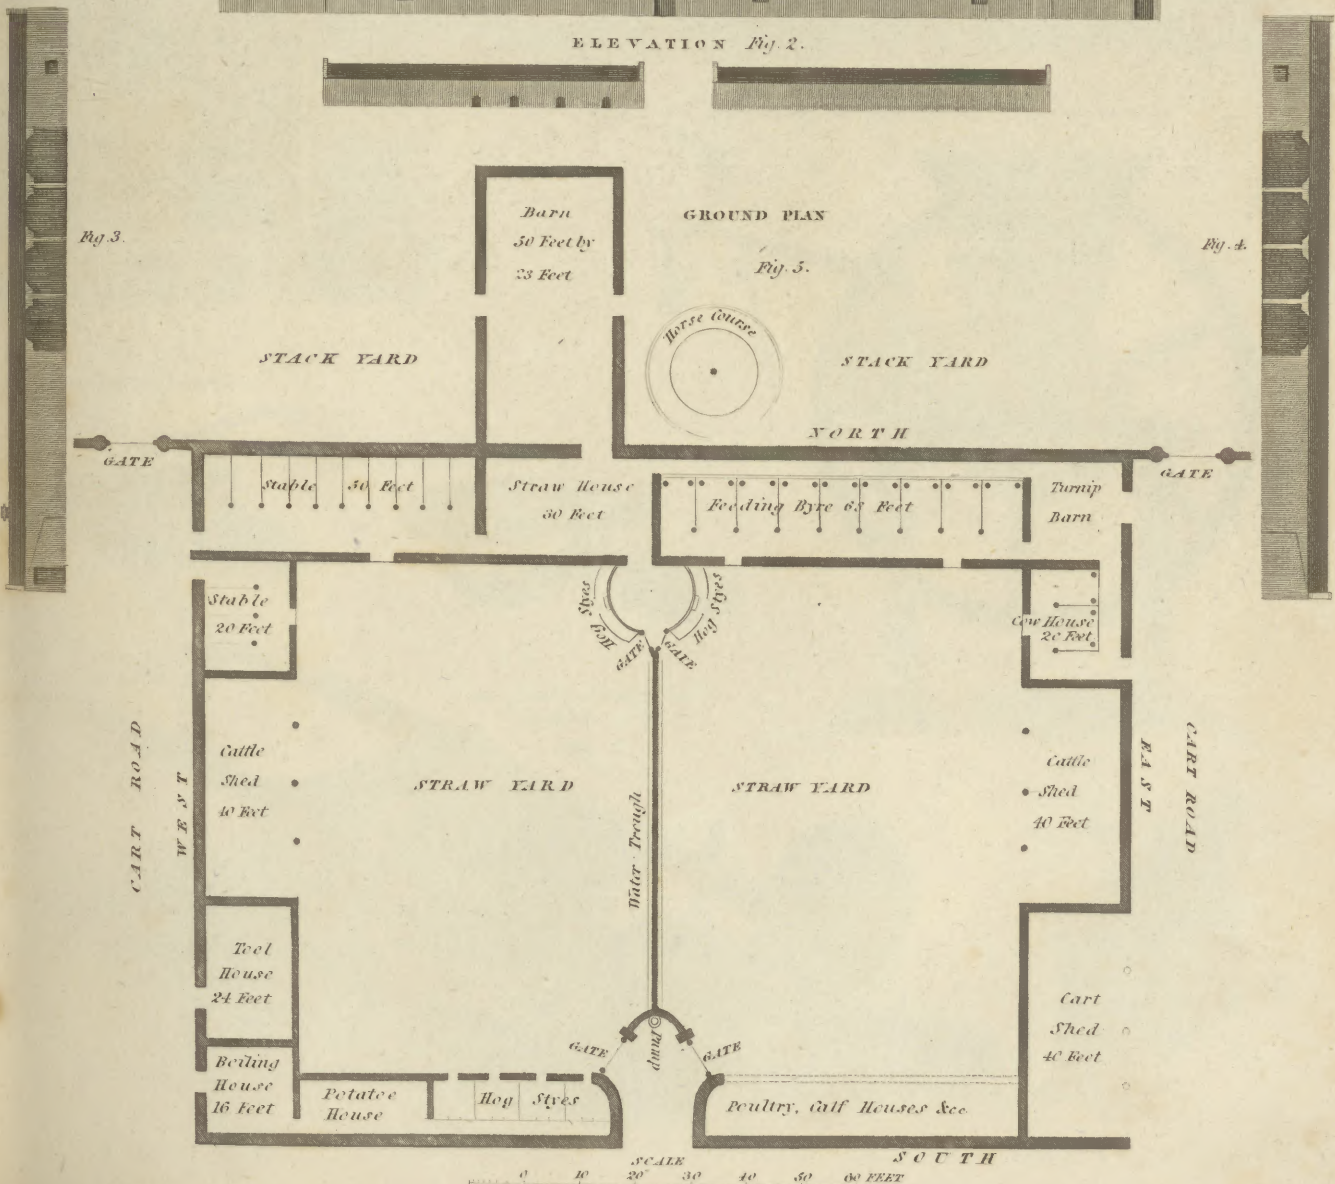 ELEVATION Fig. 2.
Fig. 3.
Barn
50 Feet by
23 Feet
GROUND PLAN
Fig. 5.
Fig. 4.
Horse Course
STACK YARD
STACK YARD
NORTH
GATE
GATE
Stable 50 Feet
Straw House
30 Feet
Feeding Byre 63 Feet
Turnip
Barn
Stable
20 Feet
Hog Styes
Hog Styes
GATE
GATE
Cow House
20 Feet
CART ROAD
WEST
Cattle
Shed
40 Feet
STRAW YARD
Water Trough
STRAW YARD
Cattle
Shed
40 Feet
EAST
CART ROAD
Tool
House
24 Feet
Cart
Shed
40 Feet
Boiling
House
16 Feet
Potatoe
House
Hog Styes
GATE
Pump
GATE
Poultry, Calf Houses &cc
SOUTH
SCALE
0 10 20 30 40 50 60 FEET